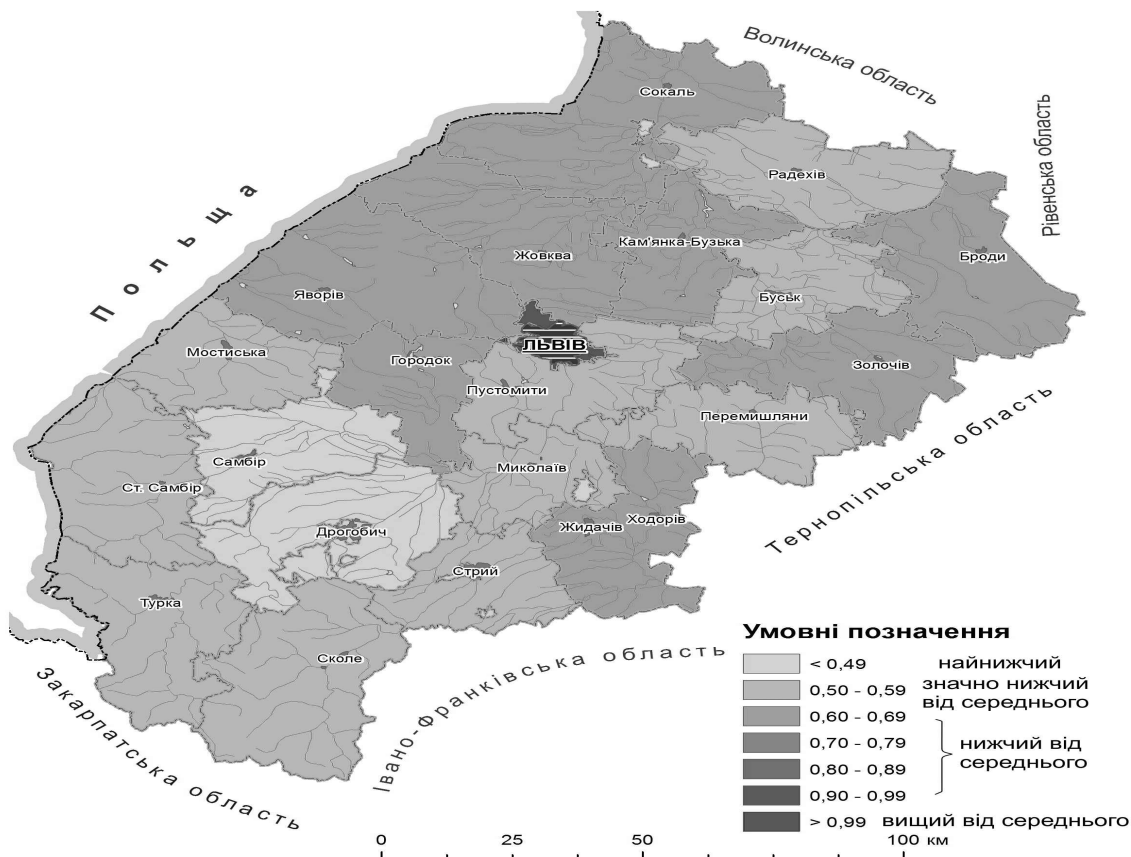 Волинська область
Рівенська область
Польща
Сокаль
Радехів
Кам'янка-Бузька
Жовква
Броди
Яворів
Буськ
ЛЬВІВ
Мостиська
Городок
Золочів
Пустомити
Перемишляни
Самбір
Миколаїв
Ст. Самбір
Ходорів
Дрогобич
Жидачів
Стрий
Турка
Сколе
Тернопільська область
Івано-Франківська область
Закарпатська область
Умовні позначення
< 0,49 найнижчий
0,50 - 0,59 значно нижчий від середнього
0,60 - 0,69
0,70 - 0,79 нижчий від середнього
0,80 - 0,89
0,90 - 0,99
> 0,99 вищий від середнього
0 25 50 100 км